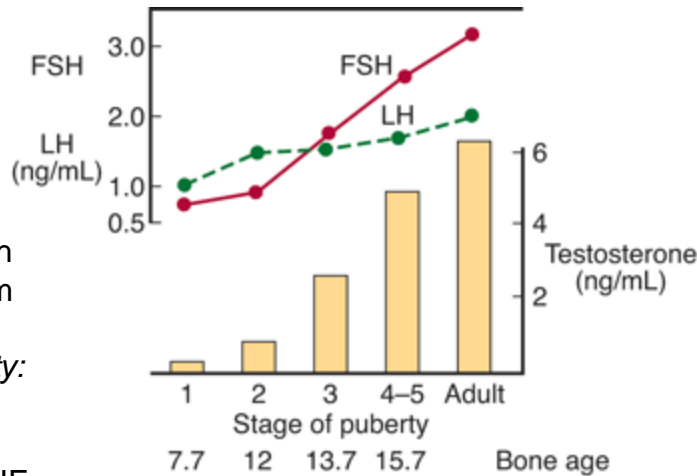 3.0
FSH
FSH
2.0
LH
LH
(ng/mL)
1.0
0.5
6
4
Testosterone
(ng/mL)
2
1 2 3 4–5 Adult
Stage of puberty
7.7 12 13.7 15.7 Bone age
ty: